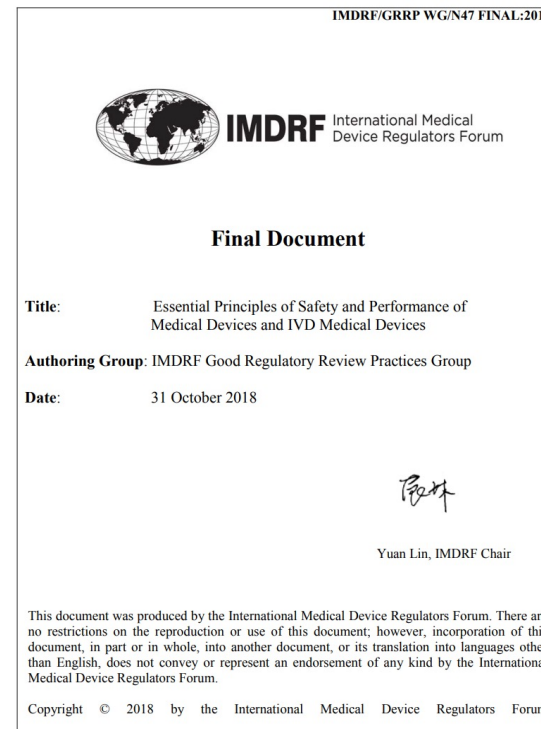 IMDRF/GRRP WG/N47 FINAL:201
IMDRF International Medical
Device Regulators Forum
Final Document
Title: Essential Principles of Safety and Performance of
Medical Devices and IVD Medical Devices
Authoring Group: IMDRF Good Regulatory Review Practices Group
Date: 31 October 2018
Yuan Lin, IMDRF Chair
This document was produced by the International Medical Device Regulators Forum. There ar
no restrictions on the reproduction or use of this document; however, incorporation of thi
document, in part or in whole, into another document, or its translation into languages othe
than English, does not convey or represent an endorsement of any kind by the Internationa
Medical Device Regulators Forum.
Copyright © 2018 by the International Medical Device Regulators Forum